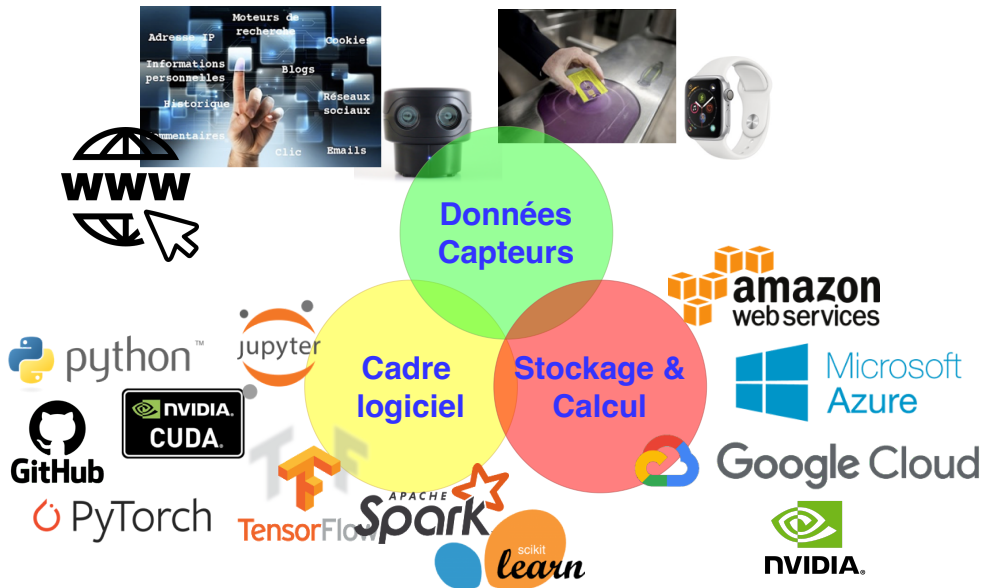 Moteurs de
recherche
Adresse IP
Cookies
Informations
personnelles
Blogs
Historique
Réseaux
sociaux
Commentaires
Clic
Emails
www
Données
Capteurs
Cadre
logiciel
Stockage &
Calcul
amazon
web services
Microsoft
Azure
Google Cloud
NVIDIA.
python™
jupyter
NVIDIA.
CUDA.
GitHub
PyTorch
TensorFlow
APACHE
Spark
scikit
learn